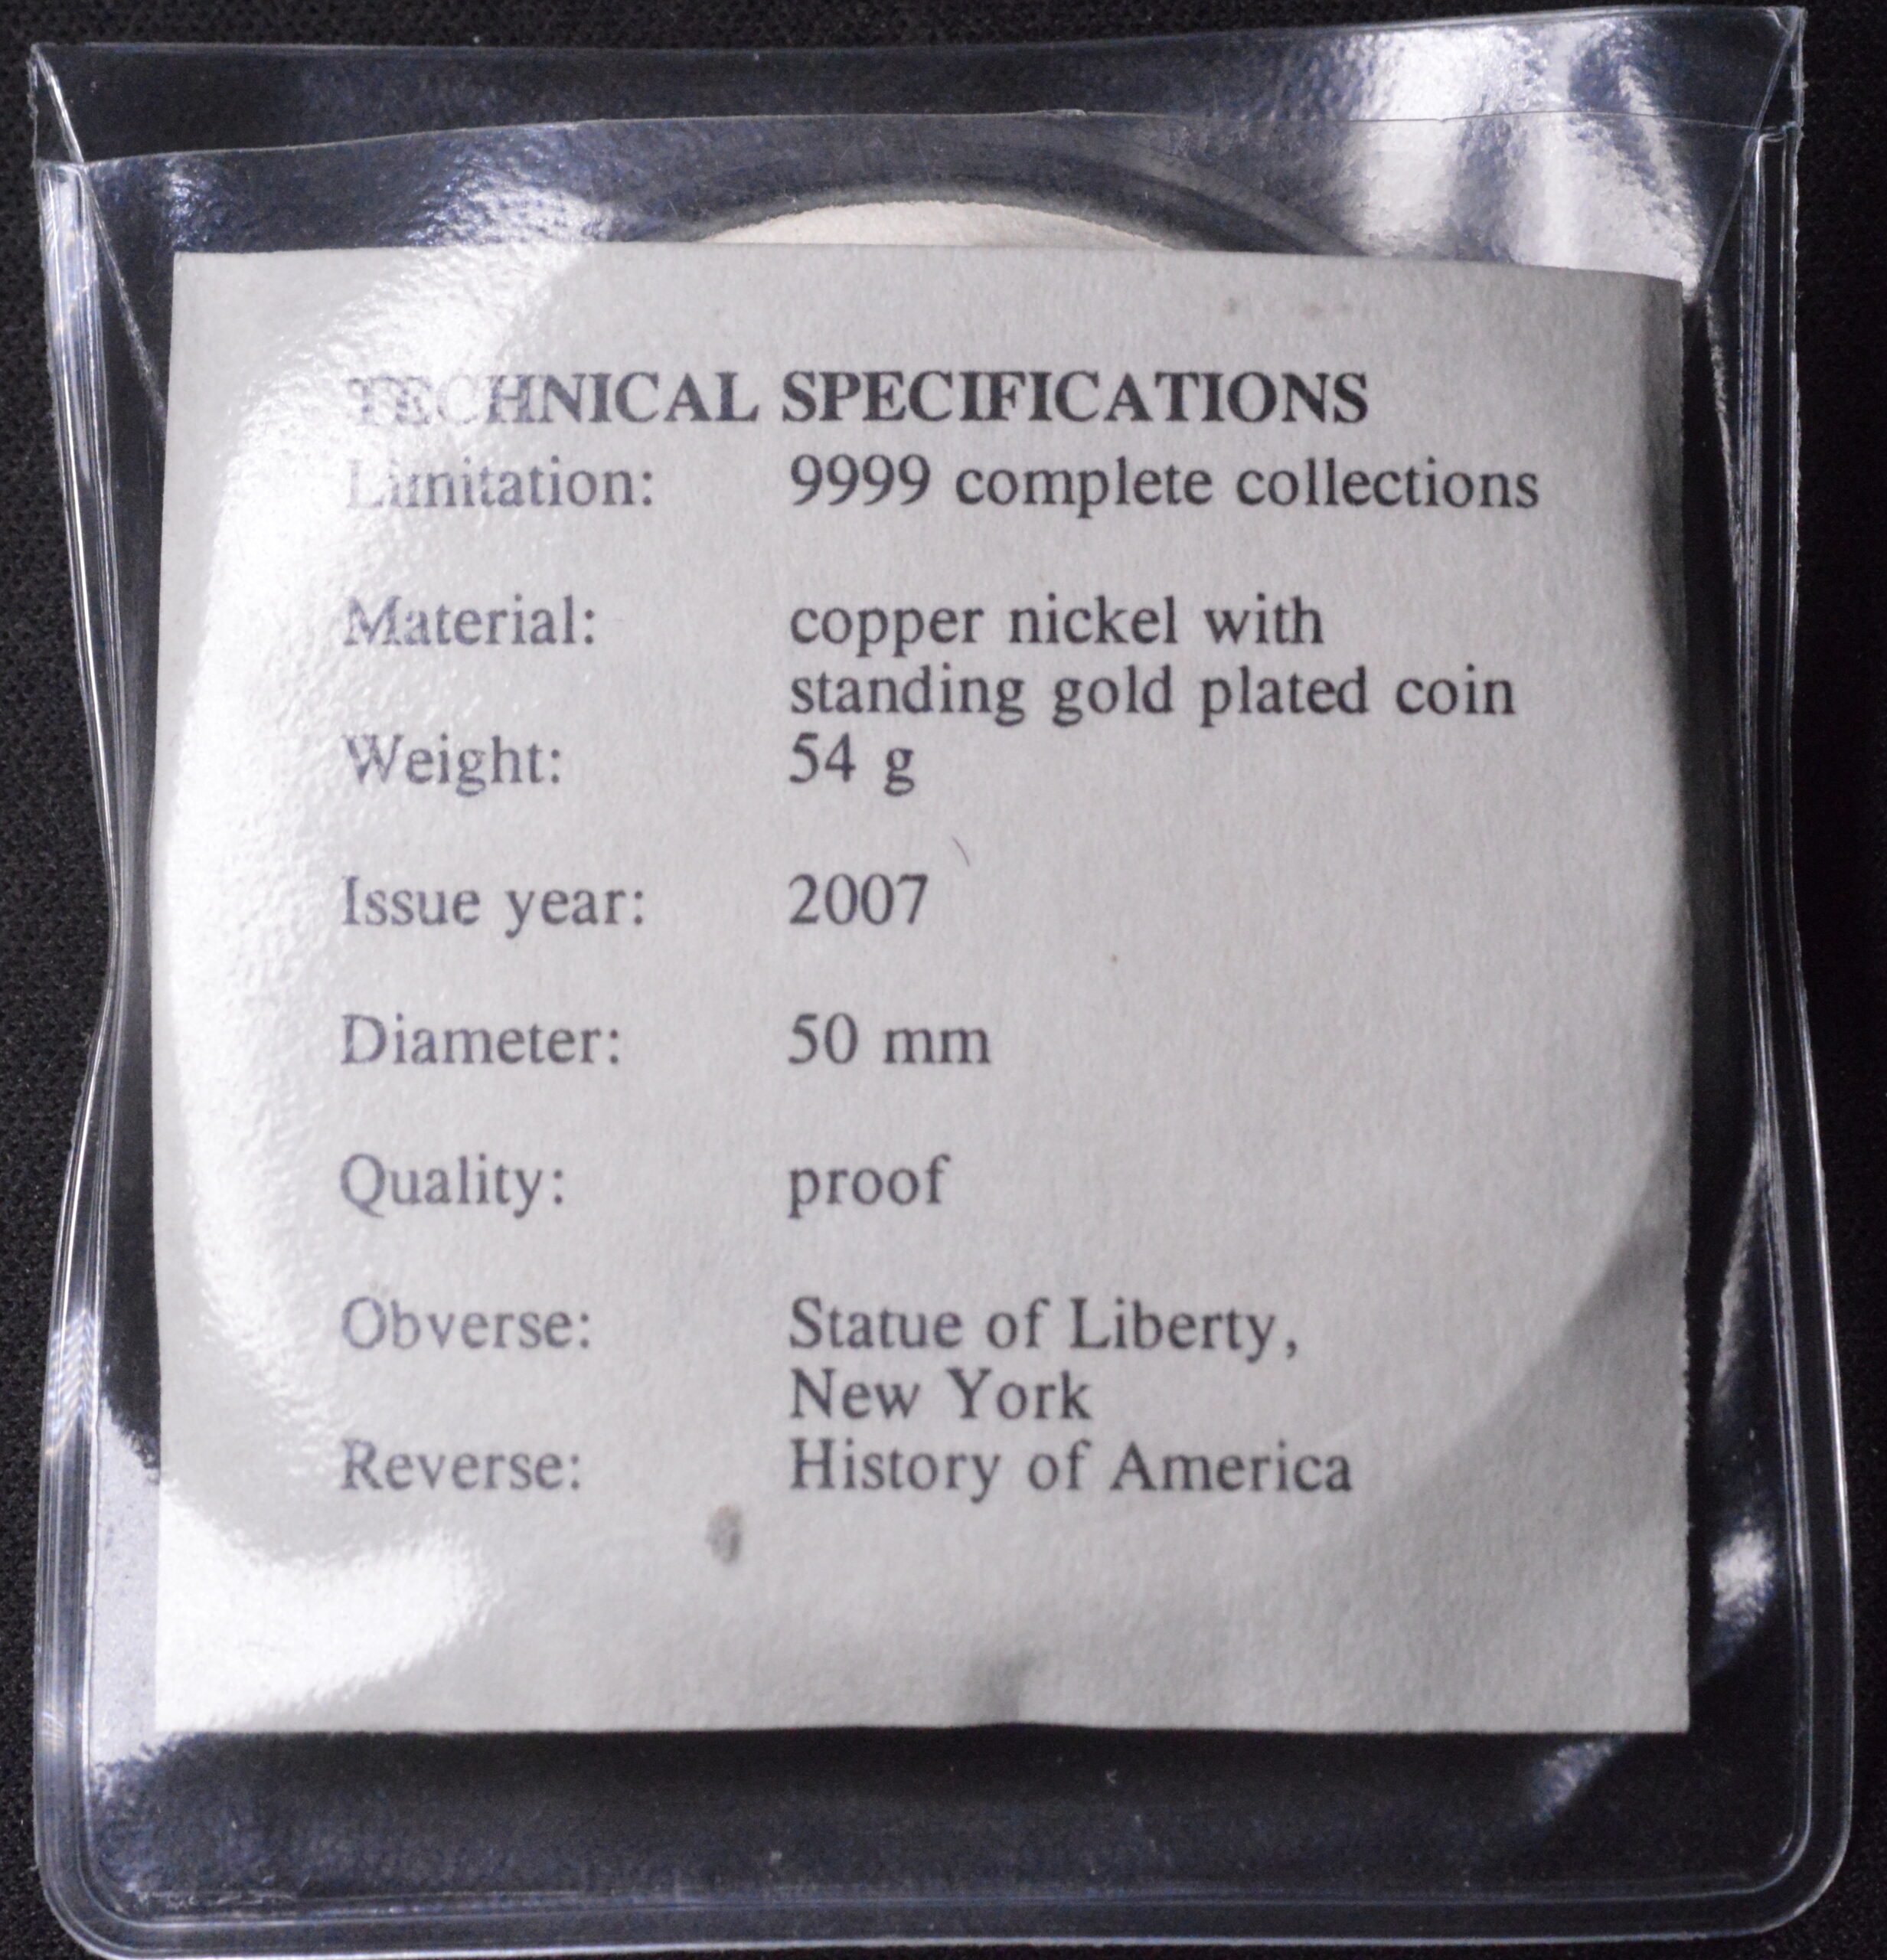 TECHNICAL SPECIFICATIONS
Limitation: 9999 complete collections
Material: copper nickel with
standing gold plated coin
Weight: 54 g
Issue year: 2007
Diameter: 50 mm
Quality: proof
Obverse: Statue of Liberty,
New York
Reverse: History of America